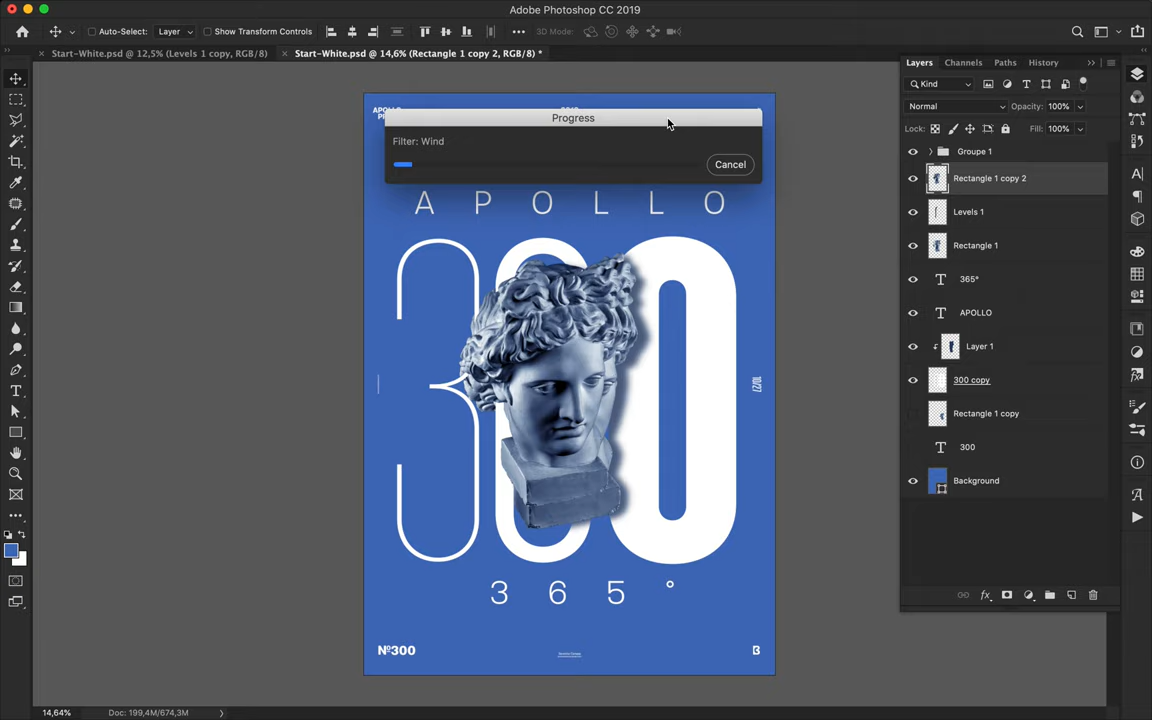 Adobe Photoshop CC 2019
Auto-Select: Layer Show Transform Controls 3D Mode:
Start-White.psd @ 12,5% (Levels 1 copy, RGB/8) Start-White.psd @ 14,6% (Rectangle 1 copy 2, RGB/8) *
Layers Channels Paths History
Kind
Normal Opacity: 100%
Lock: Fill: 100%
Groupe 1
Rectangle 1 copy 2
Levels 1
Rectangle 1
365°
APOLLO
Layer 1
300 copy
Rectangle 1 copy
300
Background
Progress
Filter: Wind
Cancel
APOLLO
300
10/27
365°
Nº300
14,64% Doc: 199,4M/674,3M